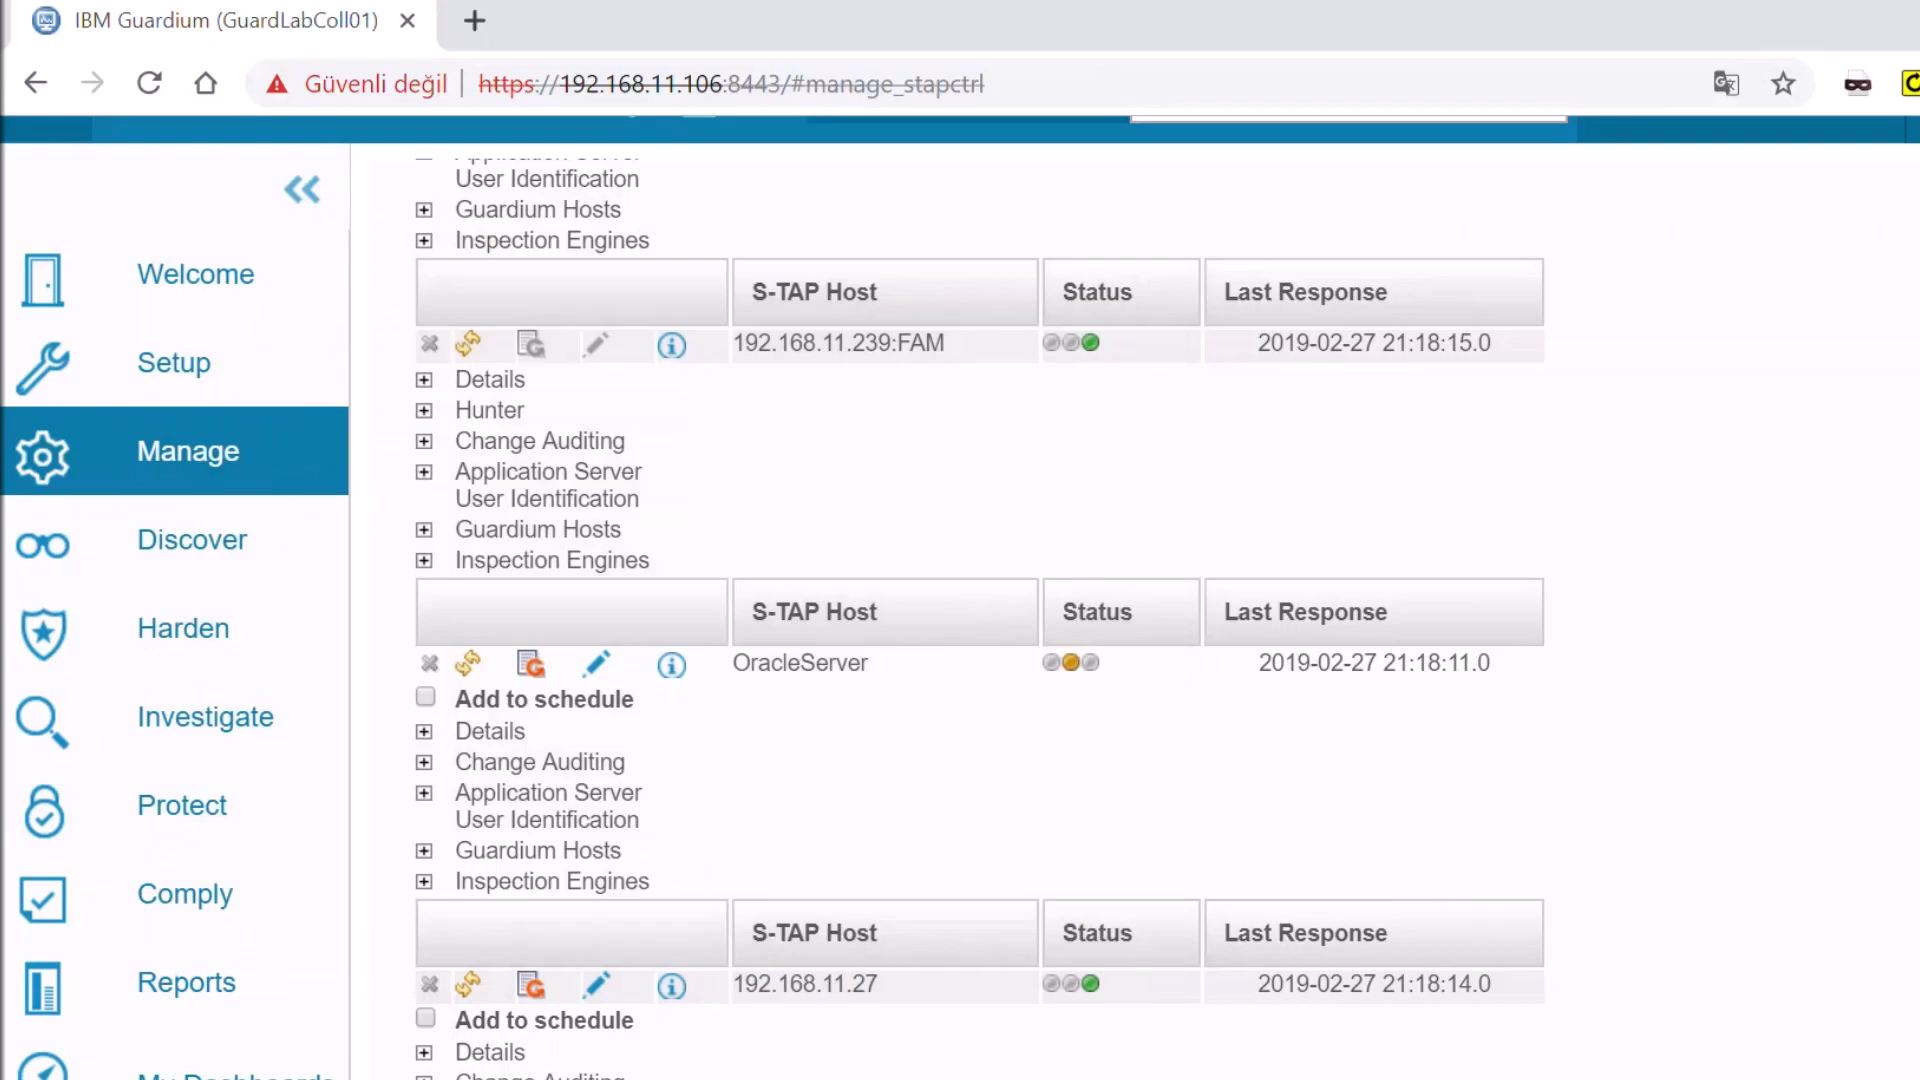 IBM Guardium (GuardLabColl01)
Güvenli değil
https://192.168.11.106:8443/#manage_stapctrl
Welcome
Setup
Manage
Discover
Harden
Investigate
Protect
Comply
Reports
Application Server
User Identification
Guardium Hosts
Inspection Engines
S-TAP Host Status Last Response
192.168.11.239:FAM 2019-02-27 21:18:15.0
Details
Hunter
Change Auditing
Application Server
User Identification
Guardium Hosts
Inspection Engines
S-TAP Host Status Last Response
OracleServer 2019-02-27 21:18:11.0
Add to schedule
Details
Change Auditing
Application Server
User Identification
Guardium Hosts
Inspection Engines
S-TAP Host Status Last Response
192.168.11.27 2019-02-27 21:18:14.0
Add to schedule
Details